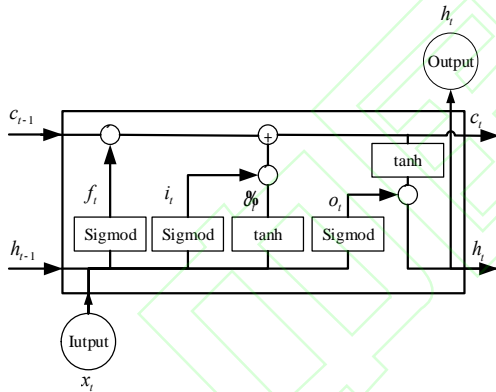 h_t
Output
c_{t-1}
c_t
+
tanh
f_t
i_t
%
o_t
Sigmod
Sigmod
tanh
Sigmod
h_{t-1}
h_t
Iutput
x_t